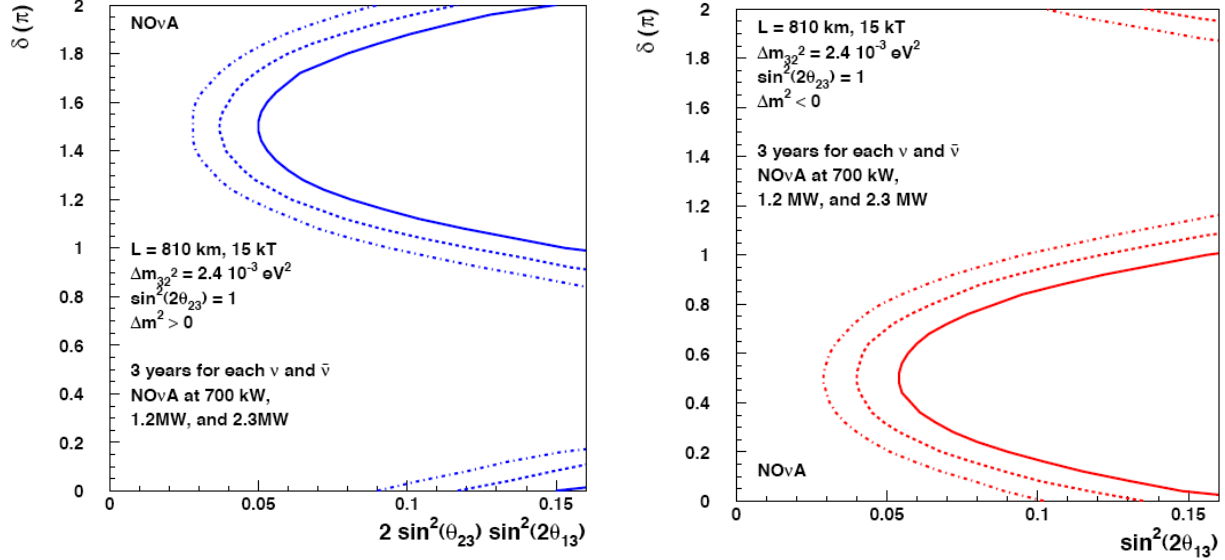 NOνA
δ (π)
2
1.8
1.6
1.4
1.2
1
0.8
0.6
0.4
0.2
0
L = 810 km, 15 kT
Δm₃₂² = 2.4 10⁻³ eV²
sin²(2θ₂₃) = 1
Δm² > 0
3 years for each ν and ν̄
NOνA at 700 kW,
1.2MW, and 2.3MW
0 0.05 0.1 0.15
2 sin²(θ₂₃) sin²(2θ₁₃)
δ (π)
2
1.8
1.6
1.4
1.2
1
0.8
0.6
0.4
0.2
0
L = 810 km, 15 kT
Δm₃₂² = 2.4 10⁻³ eV²
sin²(2θ₂₃) = 1
Δm² < 0
3 years for each ν and ν̄
NOνA at 700 kW,
1.2 MW, and 2.3 MW
NOνA
0 0.05 0.1 0.15
sin²(2θ₁₃)